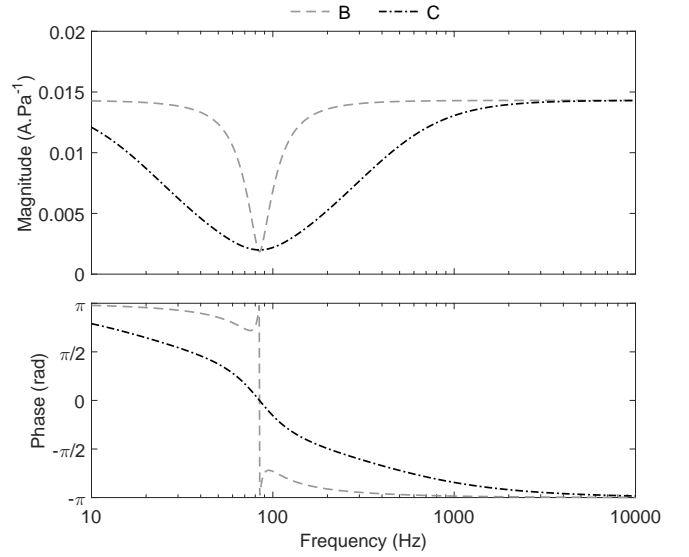 B C
0.02
0.015
0.01
0.005
0
Magnitude (A.Pa-1)
π
π/2
0
-π/2
-π
Phase (rad)
10 100 1000 10000
Frequency (Hz)